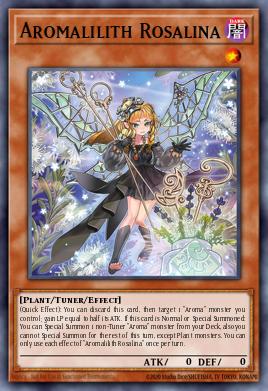 Aromalilith Rosalina
DARK
闇
[PLANT/TUNER/EFFECT]
(Quick Effect): You can discard this card, then target 1 "Aroma" monster you
control; gain LP equal to half its ATK. If this card is Normal or Special Summoned:
You can Special Summon 1 non-Tuner "Aroma" monster from your Deck, also you
cannot Special Summon for the rest of this turn, except Plant monsters. You can
only use each effect of "Aromalilith Rosalina" once per turn.
ATK/ 0 DEF/ 0
©2020 Studio Dice/SHUEISHA, TV TOKYO, KONAMI